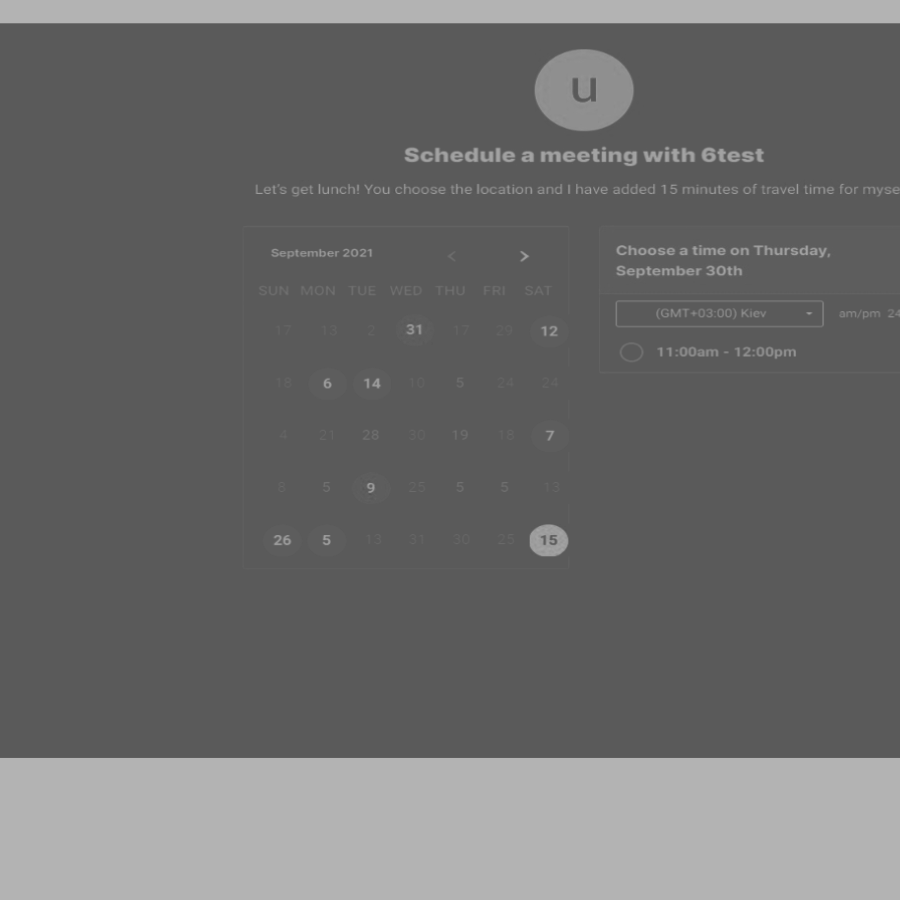 u
Schedule a meeting with 6test
Let's get lunch! You choose the location and I have added 15 minutes of travel time for myse
September 2021
SUN MON TUE WED THU FRI SAT
17 13 2 31 17 29 12
18 6 14 10 5 24 24
4 21 28 30 19 18 7
8 5 9 25 5 5 13
26 5 13 31 30 25 15
Choose a time on Thursday,
September 30th
(GMT+03:00) Kiev am/pm 24
11:00am - 12:00pm